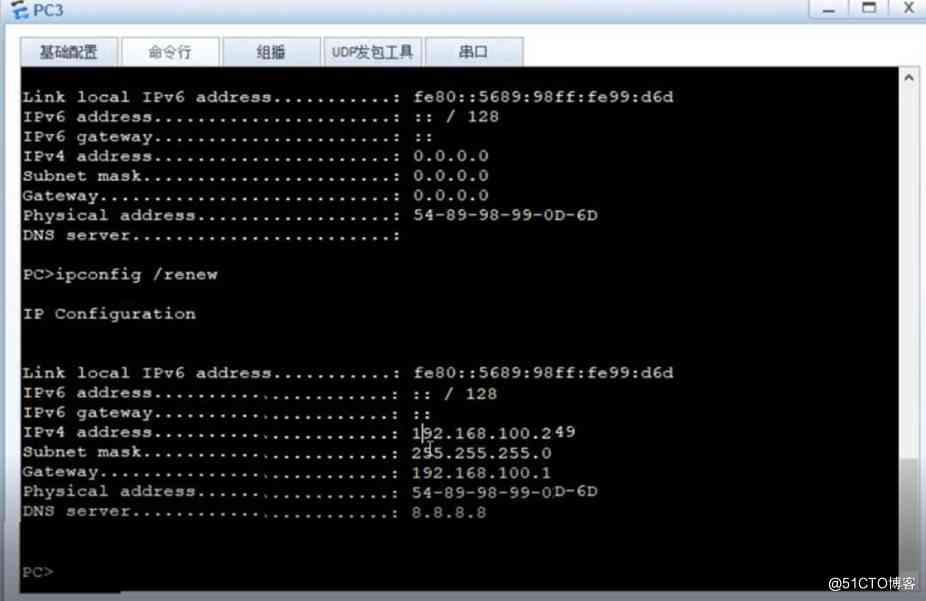 PC3
基础配置 命令行 组播 UDP发包工具 串口
Link local IPv6 address...........: fe80::5689:98ff:fe99:d6d
IPv6 address......................: :: / 128
IPv6 gateway......................: ::
IPv4 address......................: 0.0.0.0
Subnet mask.......................: 0.0.0.0
Gateway...........................: 0.0.0.0
Physical address..................: 54-89-98-99-0D-6D
DNS server........................:
PC>ipconfig /renew
IP Configuration
Link local IPv6 address...........: fe80::5689:98ff:fe99:d6d
IPv6 address......................: :: / 128
IPv6 gateway......................: ::
IPv4 address......................: 192.168.100.249
Subnet mask.......................: 255.255.255.0
Gateway...........................: 192.168.100.1
Physical address..................: 54-89-98-99-0D-6D
DNS server........................: 8.8.8.8
PC>
@51CTO博客